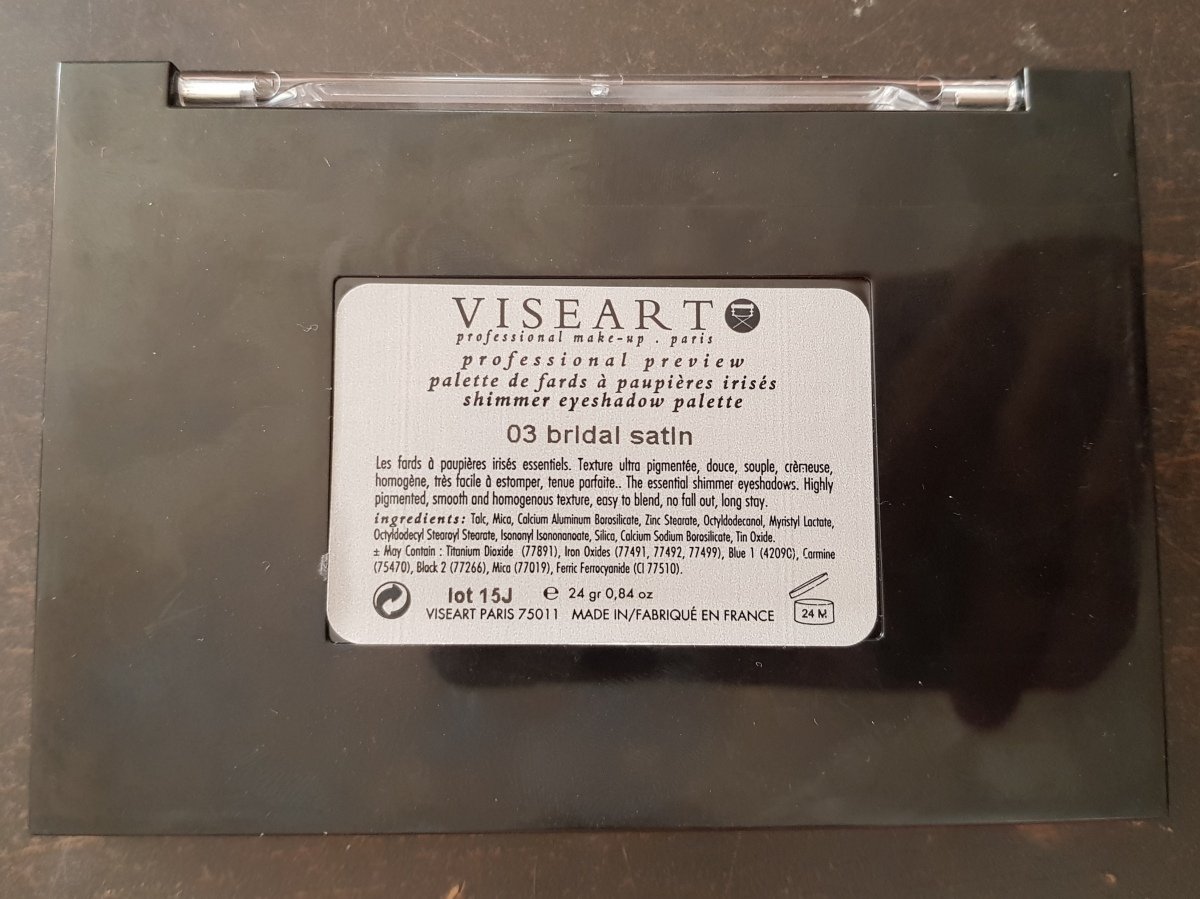 VISEART
professional make-up . paris
professional preview
palette de fards à paupières irisés
shimmer eyeshadow palette
03 bridal satin
Les fards à paupières irisés essentiels. Texture ultra pigmentée, douce, souple, crèmeuse,
homogène, très facile à estomper, tenue parfaite.. The essential shimmer eyeshadows. Highly
pigmented, smooth and homogenous texture, easy to blend, no fall out, long stay.
ingredients: Talc, Mica, Calcium Aluminum Borosilicate, Zinc Stearate, Octyldodecanol, Myristyl Lactate,
Octyldodecyl Stearoyl Stearate, Isononyl Isononanoate, Silica, Calcium Sodium Borosilicate, Tin Oxide.
± May Contain : Titanium Dioxide (77891), Iron Oxides (77491, 77492, 77499), Blue 1 (42090), Carmine
(75470), Black 2 (77266), Mica (77019), Ferric Ferrocyanide (CI 77510).
lot 15J e 24 gr 0,84 oz
VISEART PARIS 75011 MADE IN/FABRIQUÉ EN FRANCE
24 M